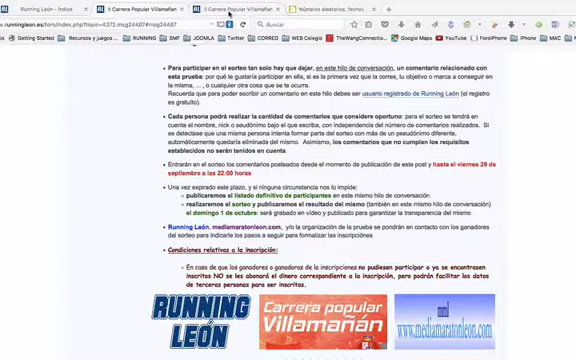 Running León - Índice
II Carrera Popular Villamañán
II Carrera Popular Villamañán
Números aleatorios, fechas,
www.runningleon.es/foro/index.php?topic=4372.msg24487#msg24487
Buscar
Getting Started
Recursos y juegos
RUNNING
SMF
Traductor
Twitter
CORREO
WEB Colegio
TheWangConnection
Google Maps
YouTube
PayPal
ForoFísica
Para participar en el sorteo tan solo hay que dejar, en este hilo de conversación, un comentario relacionado con
esta prueba: por qué te gustaría participar en ella, si es la primera vez que la corres, tu objetivo o marca a conseguir en
la misma, ... , o cualquier otra cosa que se te ocurra.
Recuerda que para poder escribir un comentario en este hilo debes ser usuario registrado de Running León (el registro
es gratuito).
Cada persona podrá realizar la cantidad de comentarios que considere oportuno: para el sorteo se tendrá en
cuenta el nombre, nick o seudónimo bajo el que escriba, con independencia del número de comentarios realizados. Si
se detectase que una misma persona intenta formar parte del sorteo con más de un pseudónimo diferente,
automáticamente quedaría eliminada del mismo. Asimismo, los comentarios que no cumplan los requisitos
establecidos no serán tenidos en cuenta.
Entrarán en el sorteo los comentarios posteados desde el momento de publicación de este post y hasta el viernes 29 de
septiembre a las 22:00 horas
Una vez expirado este plazo, y si ninguna circunstancia nos lo impide:
publicaremos el listado definitivo de participantes en este mismo hilo de conversación
realizaremos el sorteo y publicaremos el resultado del mismo (también en este mismo hilo de conversación)
el domingo 1 de octubre: será grabado en vídeo y publicado para garantizar la transparencia del mismo
Running León, mediamaratonleon.com, y/o la organización de la prueba se pondrán en contacto con los ganadores
del sorteo para indicarle los pasos a seguir para formalizar las inscripciones
Condiciones relativas a la inscripción:
En caso de que los ganadores o ganadoras de la inscripciones no pudiesen participar o ya se encontrasen
inscritos NO se les abonará el dinero correspondiente a la inscripción, pero podrán facilitar los datos
de terceras personas para ser inscritas.
RUNNING
LEÓN
Carrera popular
Villamañán
www.mediamaratonleon.com